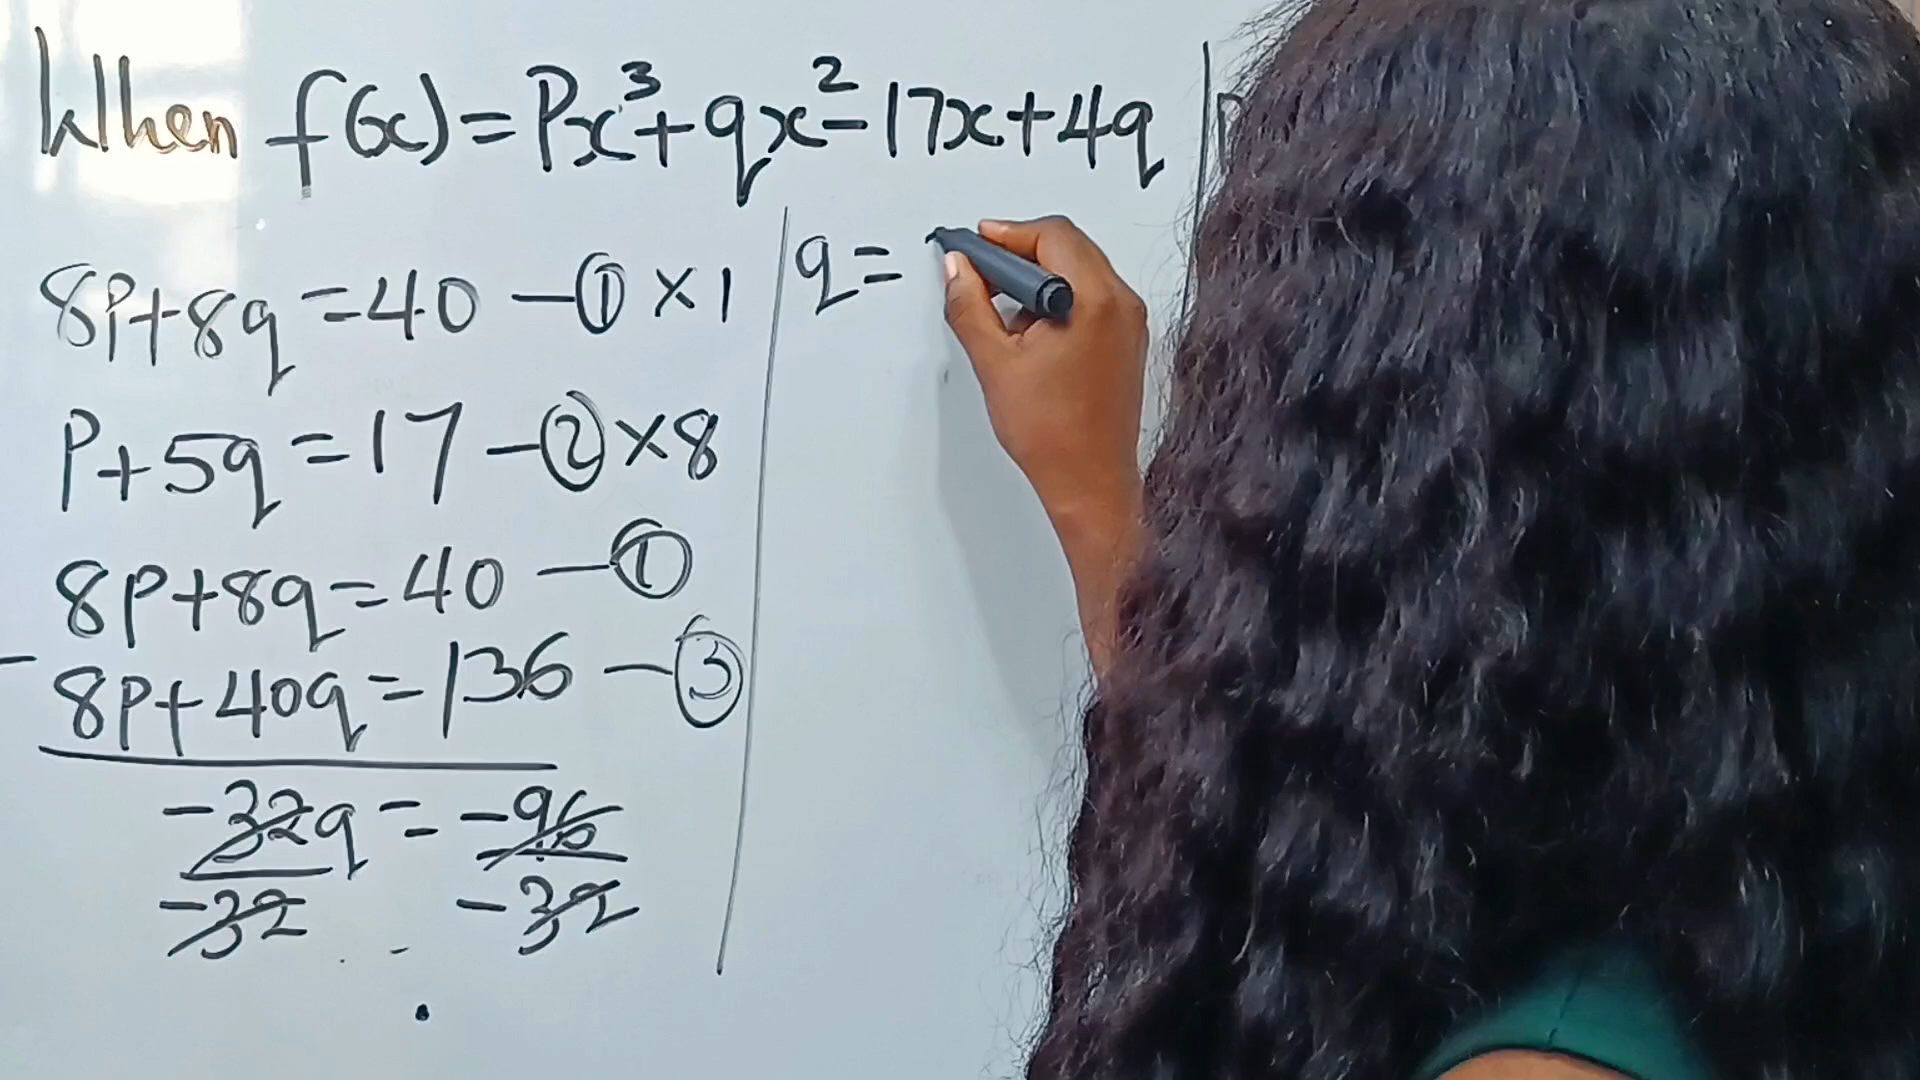 When f(x) = Px³ + qx² - 17x + 4q
8P + 8q = 40 — ① × 1
P + 5q = 17 — ② × 8
8P + 8q = 40 — ①
- 8P + 40q = 136 — ③
-32q = -96
-32 -32
q =